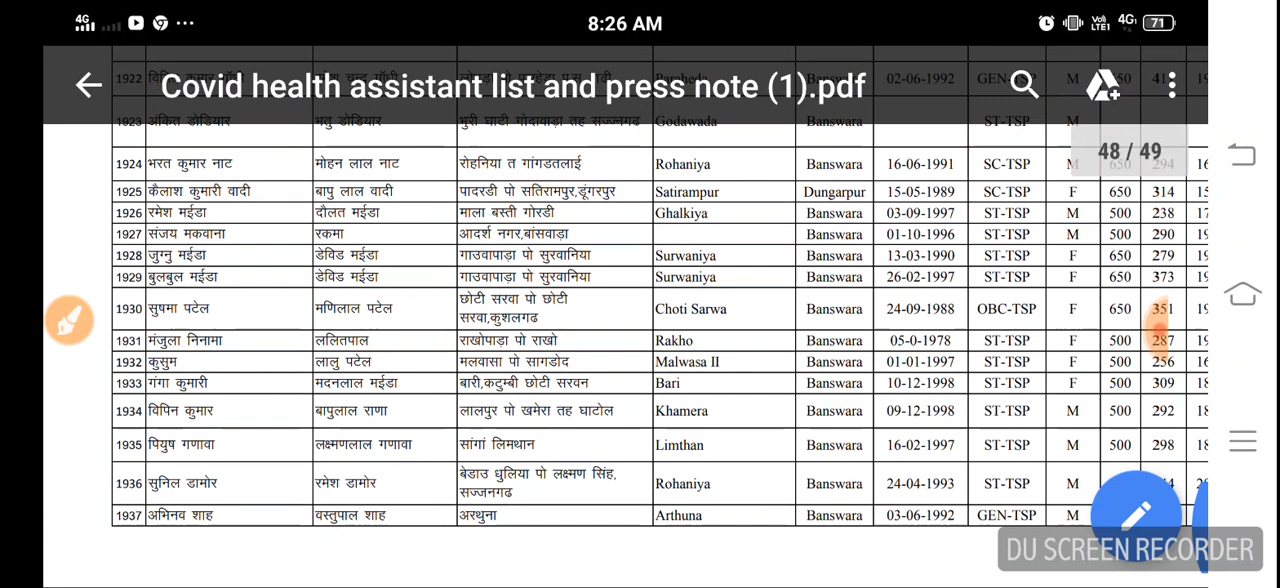 4G 8:26 AM Vol) LTE1 4G1 71
Covid health assistant list and press note (1).pdf
1922 विपिन कुमार गाँधी Banswara 02-06-1992 GEN-TSP M
1923 अंकित डोडियार भतु डोडियार भुरी घाटी गोदावाड़ा तह सज्जनगढ Godawada Banswara ST-TSP M
48 / 49
1924 भरत कुमार नाट मोहन लाल नाट रोहनिया त गांगडतलाई Rohaniya Banswara 16-06-1991 SC-TSP M 650 294
1925 कैलाश कुमारी वादी बापु लाल वादी पादरडी पो सतिरामपुर,डूंगरपुर Satirampur Dungarpur 15-05-1989 SC-TSP F 650 314
1926 रमेश मईडा दौलत मईडा माला बस्ती गोरडी Ghalkiya Banswara 03-09-1997 ST-TSP M 500 238
1927 संजय मकवाना रकमा आदर्श नगर,बांसवाड़ा Banswara 01-10-1996 ST-TSP M 500 290
1928 जुग्नु मईडा डेविड मईडा गाउवापाडा पो सुरवानिया Surwaniya Banswara 13-03-1990 ST-TSP F 650 279
1929 बुलबुल मईडा डेविड मईडा गाउवापाडा पो सुरवानिया Surwaniya Banswara 26-02-1997 ST-TSP F 650 373
1930 सुषमा पटेल मणिलाल पटेल छोटी सरवा पो छोटी
सरवा,कुशलगढ Choti Sarwa Banswara 24-09-1988 OBC-TSP F 650 351
1931 मंजुला निनामा ललितपाल राखोपाड़ा पो राखो Rakho Banswara 05-0-1978 ST-TSP F 500 287
1932 कुसुम लालु पटेल मलवासा पो सागडोद Malwasa II Banswara 01-01-1997 ST-TSP F 500 256
1933 गंगा कुमारी मदनलाल मईडा बारी,कटुम्बी छोटी सरवन Bari Banswara 10-12-1998 ST-TSP F 500 309
1934 विपिन कुमार बापुलाल राणा लालपुर पो खमेरा तह घाटोल Khamera Banswara 09-12-1998 ST-TSP M 500 292
1935 पियुष गणावा लक्ष्मणलाल गणावा सांगां लिमथान Limthan Banswara 16-02-1997 ST-TSP M 500 298
1936 सुनिल डामोर रमेश डामोर बेडाउ धुलिया पो लक्ष्मण सिंह,
सज्जनगढ Rohaniya Banswara 24-04-1993 ST-TSP M
1937 अभिनव शाह वस्तुपाल शाह अरथुना Arthuna Banswara 03-06-1992 GEN-TSP M
DU SCREEN RECORDER